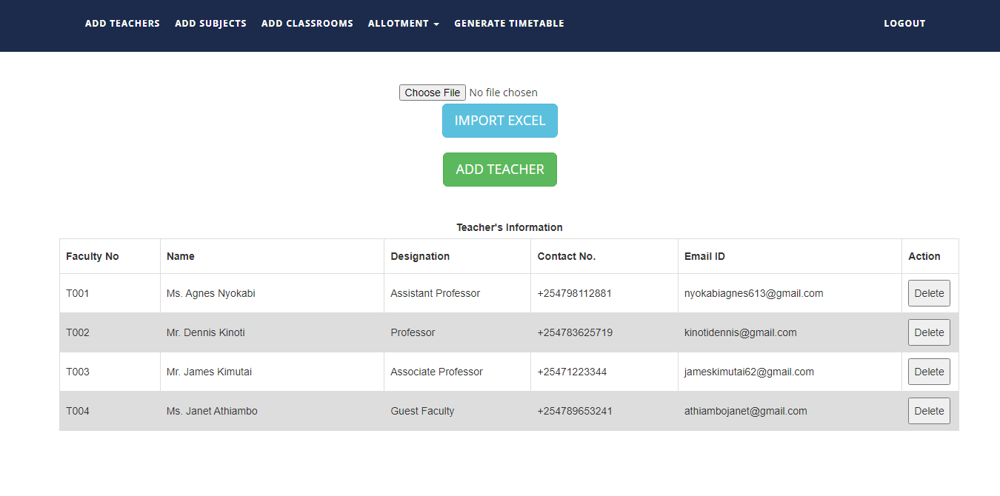 ADD TEACHERS ADD SUBJECTS ADD CLASSROOMS ALLOTMENT GENERATE TIMETABLE LOGOUT
Choose File No file chosen
IMPORT EXCEL
ADD TEACHER
Teacher's Information
Faculty No Name Designation Contact No. Email ID Action
T001 Ms. Agnes Nyokabi Assistant Professor +254798112881 nyokabiagnes613@gmail.com Delete
T002 Mr. Dennis Kinoti Professor +254783625719 kinotidennis@gmail.com Delete
T003 Mr. James Kimutai Associate Professor +25471223344 jameskimutai62@gmail.com Delete
T004 Ms. Janet Athiambo Guest Faculty +254789653241 athiambojanet@gmail.com Delete